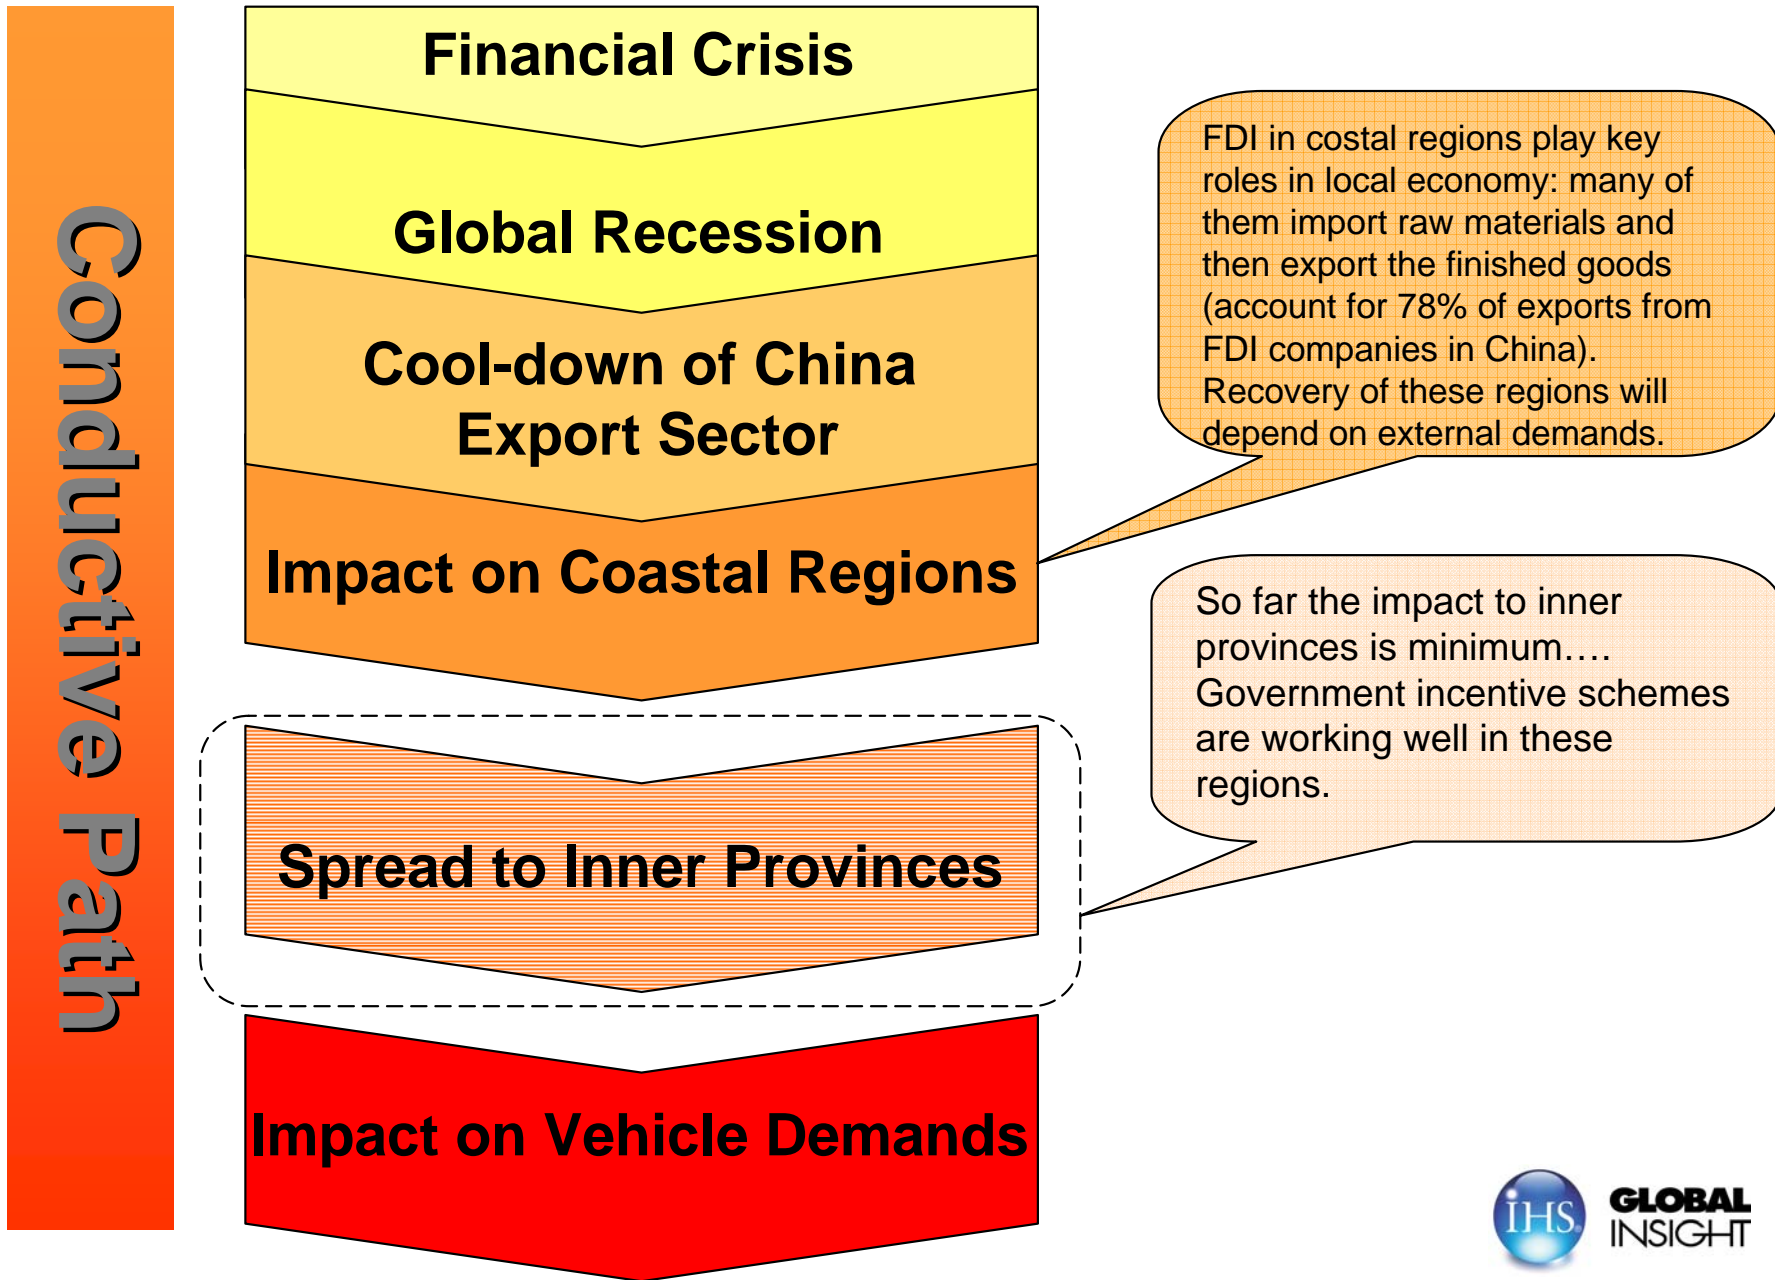 Conductive Path
Financial Crisis
Global Recession
Cool-down of China
Export Sector
Impact on Coastal Regions
Spread to Inner Provinces
Impact on Vehicle Demands
FDI in costal regions play key
roles in local economy: many of
them import raw materials and
then export the finished goods
(account for 78% of exports from
FDI companies in China).
Recovery of these regions will
depend on external demands.
So far the impact to inner
provinces is minimum….
Government incentive schemes
are working well in these
regions.
IHS
GLOBAL
INSIGHT